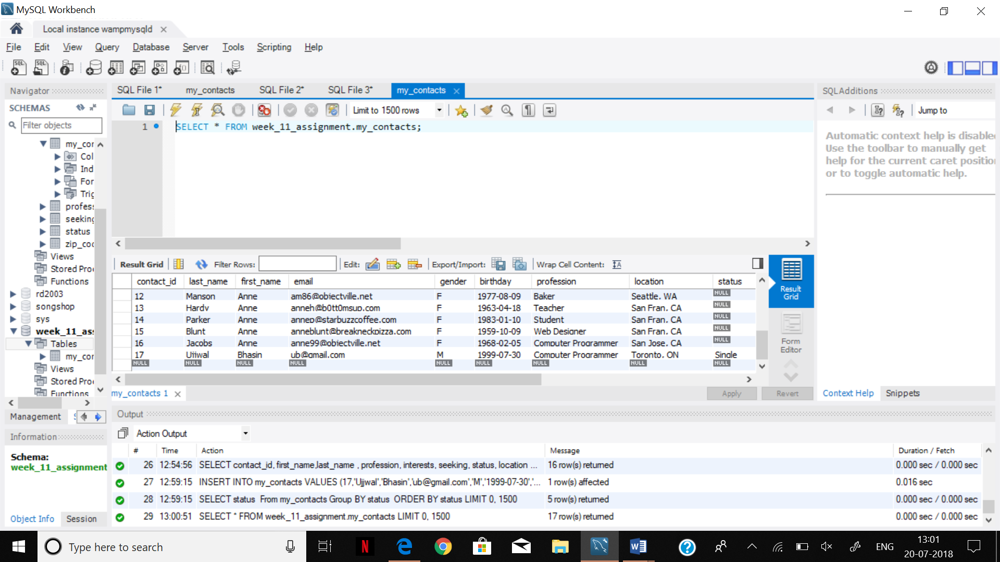 MySQL Workbench
Local instance wampmysqld
File Edit View Query Database Server Tools Scripting Help
Navigator
SQL File 1* my_contacts SQL File 2* SQL File 3* my_contacts
SQLAdditions
SCHEMAS
Limit to 1500 rows
Jump to
Filter objects
1 SELECT * FROM week_11_assignment.my_contacts;
Automatic context help is disable
Use the toolbar to manually get
help for the current caret positio
or to toggle automatic help.
my_cor
Col
Ind
For
Trig
profes
seeking
status
zip_coc
Views
Stored Pro
Functions
rd2003
songshop
sys
week_11_as
Tables
my_cor
Views
Stored Pro
Functions
Result Grid Filter Rows: Edit: Export/Import: Wrap Cell Content:
contact_id last_name first_name email gender birthday profession location status
12 Manson Anne am86@objectville.net F 1977-08-09 Baker Seattle, WA NULL
13 Hardy Anne anneh@b0tt0msup.com F 1963-04-18 Teacher San Fran, CA NULL
14 Parker Anne annep@starbuzzcoffee.com F 1983-01-10 Student San Fran, CA NULL
15 Blunt Anne anneblunt@breakneckpizza.com F 1959-10-09 Web Designer San Fran, CA NULL
16 Jacobs Anne anne99@objectville.net F 1968-02-05 Computer Programmer San Jose, CA NULL
17 Ujjwal Bhasin ub@gmail.com M 1999-07-30 Computer Programmer Toronto, ON Single
NULL NULL NULL NULL NULL NULL NULL NULL NULL
Result
Grid
Form
Editor
my_contacts 1
Apply Revert
Context Help Snippets
Management
Output
Action Output
Information
# Time Action Message Duration / Fetch
Schema:
week_11_assignment
26 12:54:56 SELECT contact_id, first_name,last_name , profession, interests, seeking, status, location ... 16 row(s) returned 0.000 sec / 0.000 sec
27 12:59:15 INSERT INTO my_contacts VALUES (17,'Ujjwal','Bhasin','ub@gmail.com','M','1999-07-30','... 1 row(s) affected 0.016 sec
28 12:59:15 SELECT status From my_contacts Group BY status ORDER BY status LIMIT 0, 1500 5 row(s) returned 0.000 sec / 0.000 sec
29 13:00:51 SELECT * FROM week_11_assignment.my_contacts LIMIT 0, 1500 17 row(s) returned 0.000 sec / 0.000 sec
Object Info Session
Type here to search
ENG
13:01
20-07-2018